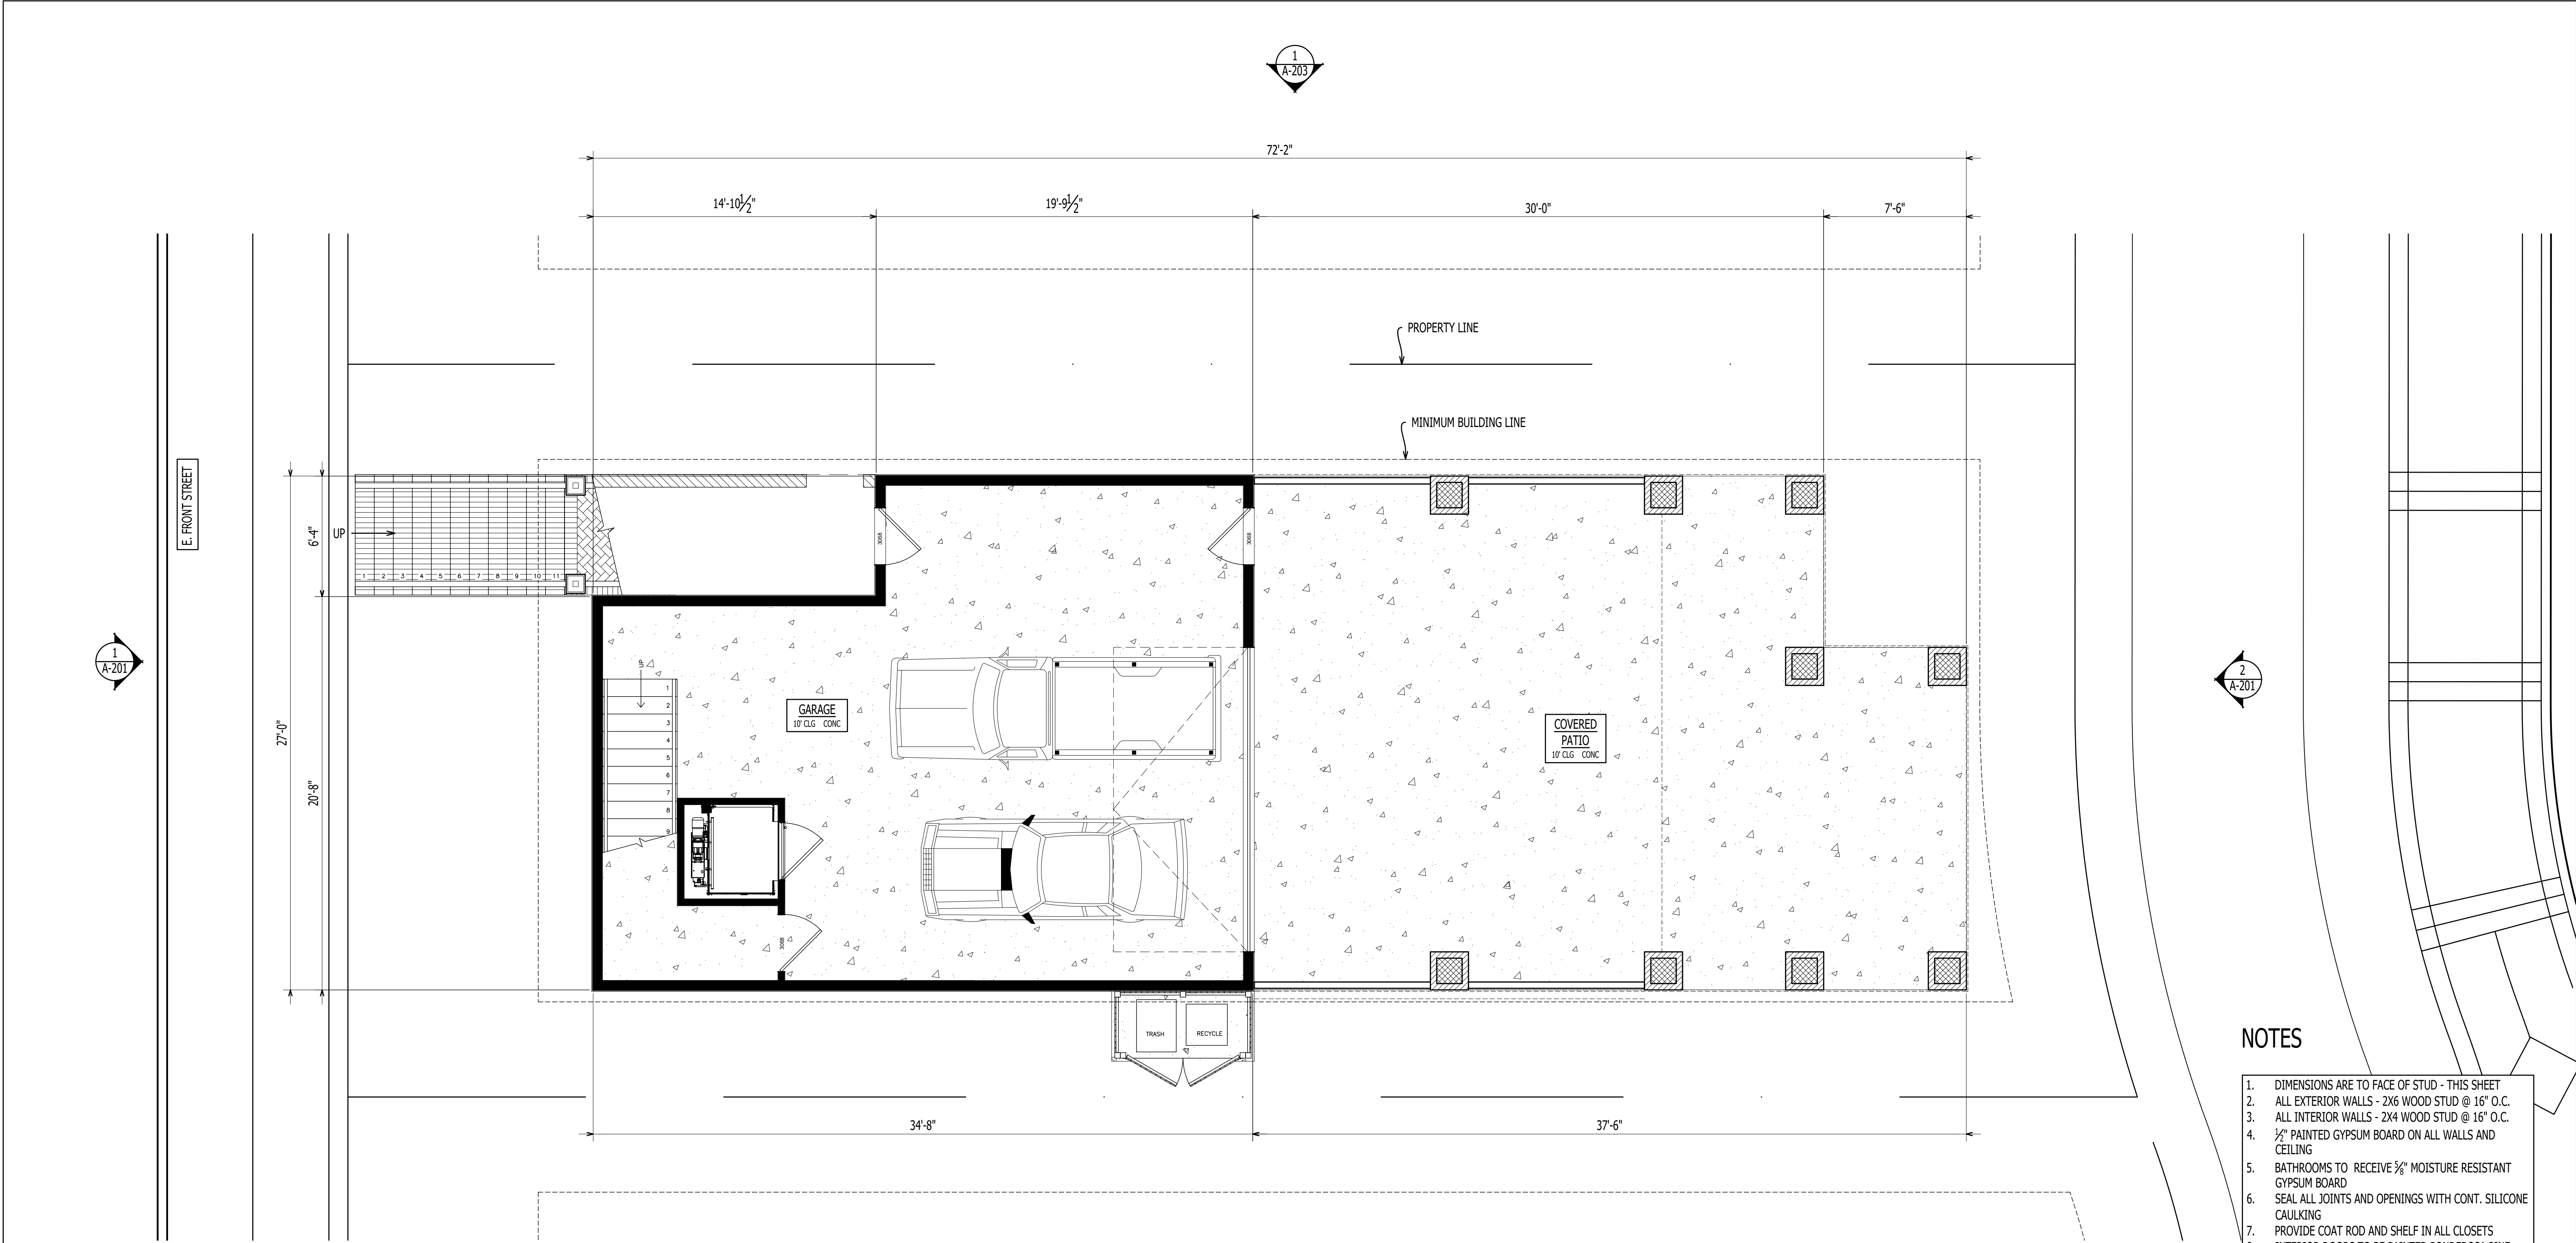 1
A-203
72'-2"
14'-10½"
19'-9½"
30'-0"
7'-6"
PROPERTY LINE
MINIMUM BUILDING LINE
E. FRONT STREET
6'-4"
UP
1 2 3 4 5 6 7 8 9 10 11
3068
3068
1
A-201
2
A-201
27'-0"
20'-8"
UP
1
2
3
4
5
6
7
8
9
GARAGE
10' CLG CONC
COVERED
PATIO
10' CLG CONC
3068
TRASH
RECYCLE
34'-8"
37'-6"
NOTES
1. DIMENSIONS ARE TO FACE OF STUD - THIS SHEET
2. ALL EXTERIOR WALLS - 2X6 WOOD STUD @ 16" O.C.
3. ALL INTERIOR WALLS - 2X4 WOOD STUD @ 16" O.C.
4. ½" PAINTED GYPSUM BOARD ON ALL WALLS AND
CEILING
5. BATHROOMS TO RECEIVE ⅝" MOISTURE RESISTANT
GYPSUM BOARD
6. SEAL ALL JOINTS AND OPENINGS WITH CONT. SILICONE
CAULKING
7. PROVIDE COAT ROD AND SHELF IN ALL CLOSETS